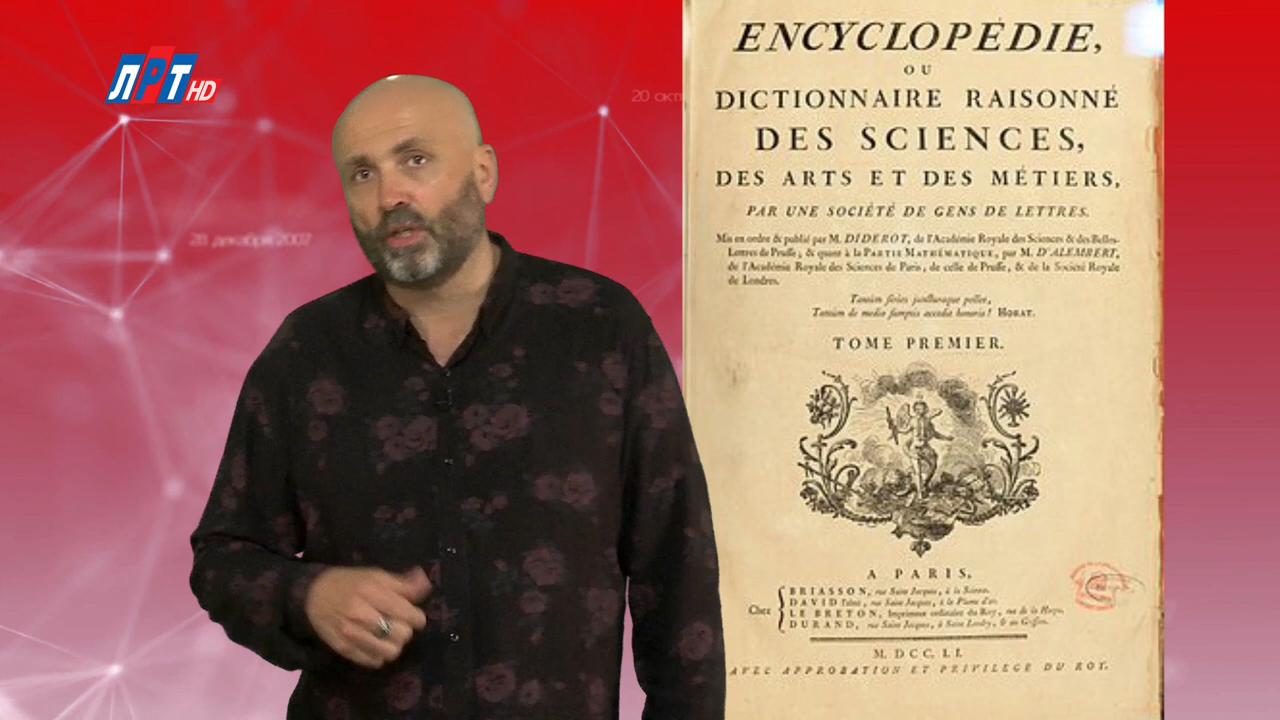 ЛРТ HD
20 окт
28 декабря 2007
ENCYCLOPÉDIE,
OU
DICTIONNAIRE RAISONNÉ
DES SCIENCES,
DES ARTS ET DES MÉTIERS,
PAR UNE SOCIÉTÉ DE GENS DE LETTRES.
Mis en ordre & publié par M. DIDEROT, de l'Académie Royale des Sciences & des Belles-
Lettres de Prusse; & quant à la PARTIE MATHÉMATIQUE, par M. D'ALEMBERT,
de l'Académie Royale des Sciences de Paris, de celle de Prusse, & de la Société Royale
de Londres.
Tantùm series juncturaque pollet,
Tantùm de medio sumptis accedit honoris! HORAT.
TOME PREMIER.
A PARIS,
Chez
BRIASSON, rue Saint Jacques, à la Science.
DAVID l'aîné, rue Saint Jacques, à la Plume d'or.
LE BRETON, Imprimeur ordinaire du Roy, rue de la Harpe.
DURAND, rue Saint Jacques, à Saint Landry, & au Griffon.
M. DCC. LI.
AVEC APPROBATION ET PRIVILEGE DU ROY.